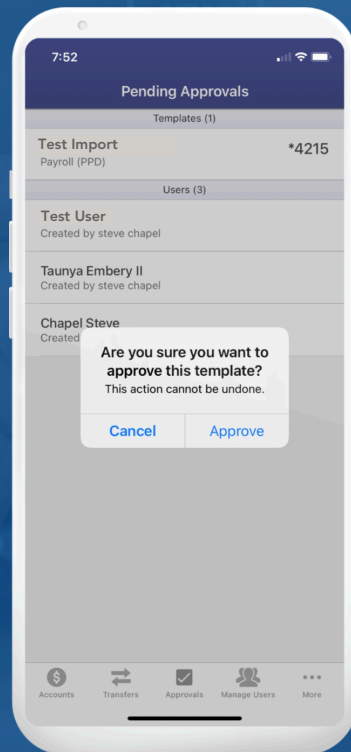 7:52
Pending Approvals
Templates (1)
Test Import
*4215
Payroll (PPD)
Users (3)
Test User
Created by steve chapel
Taunya Embery II
Created by steve chapel
Chapel Steve
Created
Are you sure you want to
approve this template?
This action cannot be undone.
Cancel
Approve
Accounts
Transfers
Approvals
Manage Users
More